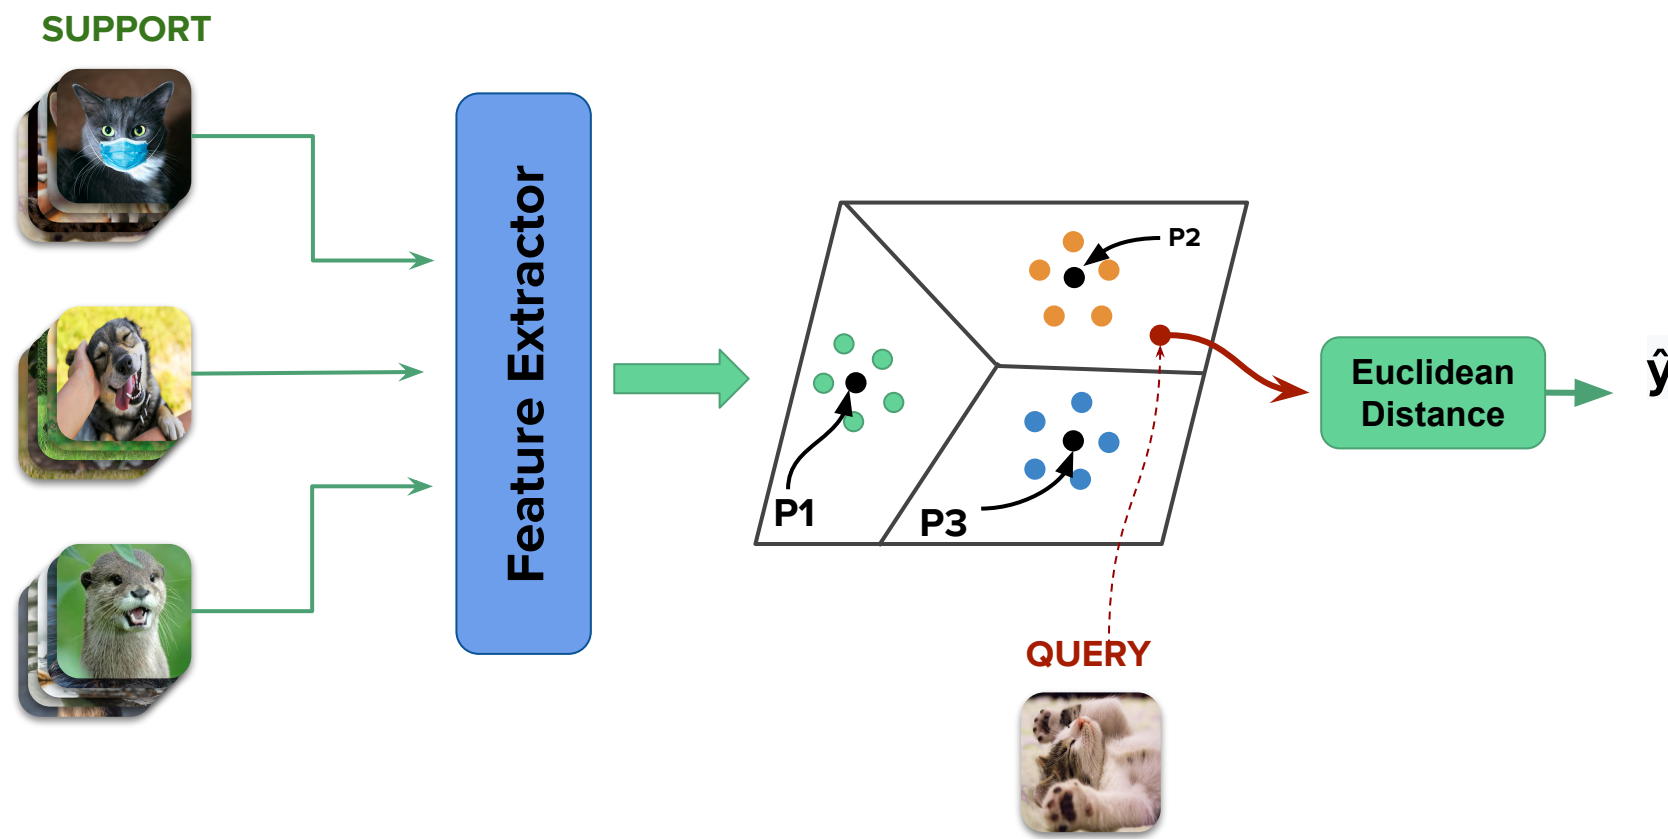 SUPPORT
Feature Extractor
P1
P2
P3
QUERY
Euclidean
Distance
ŷ